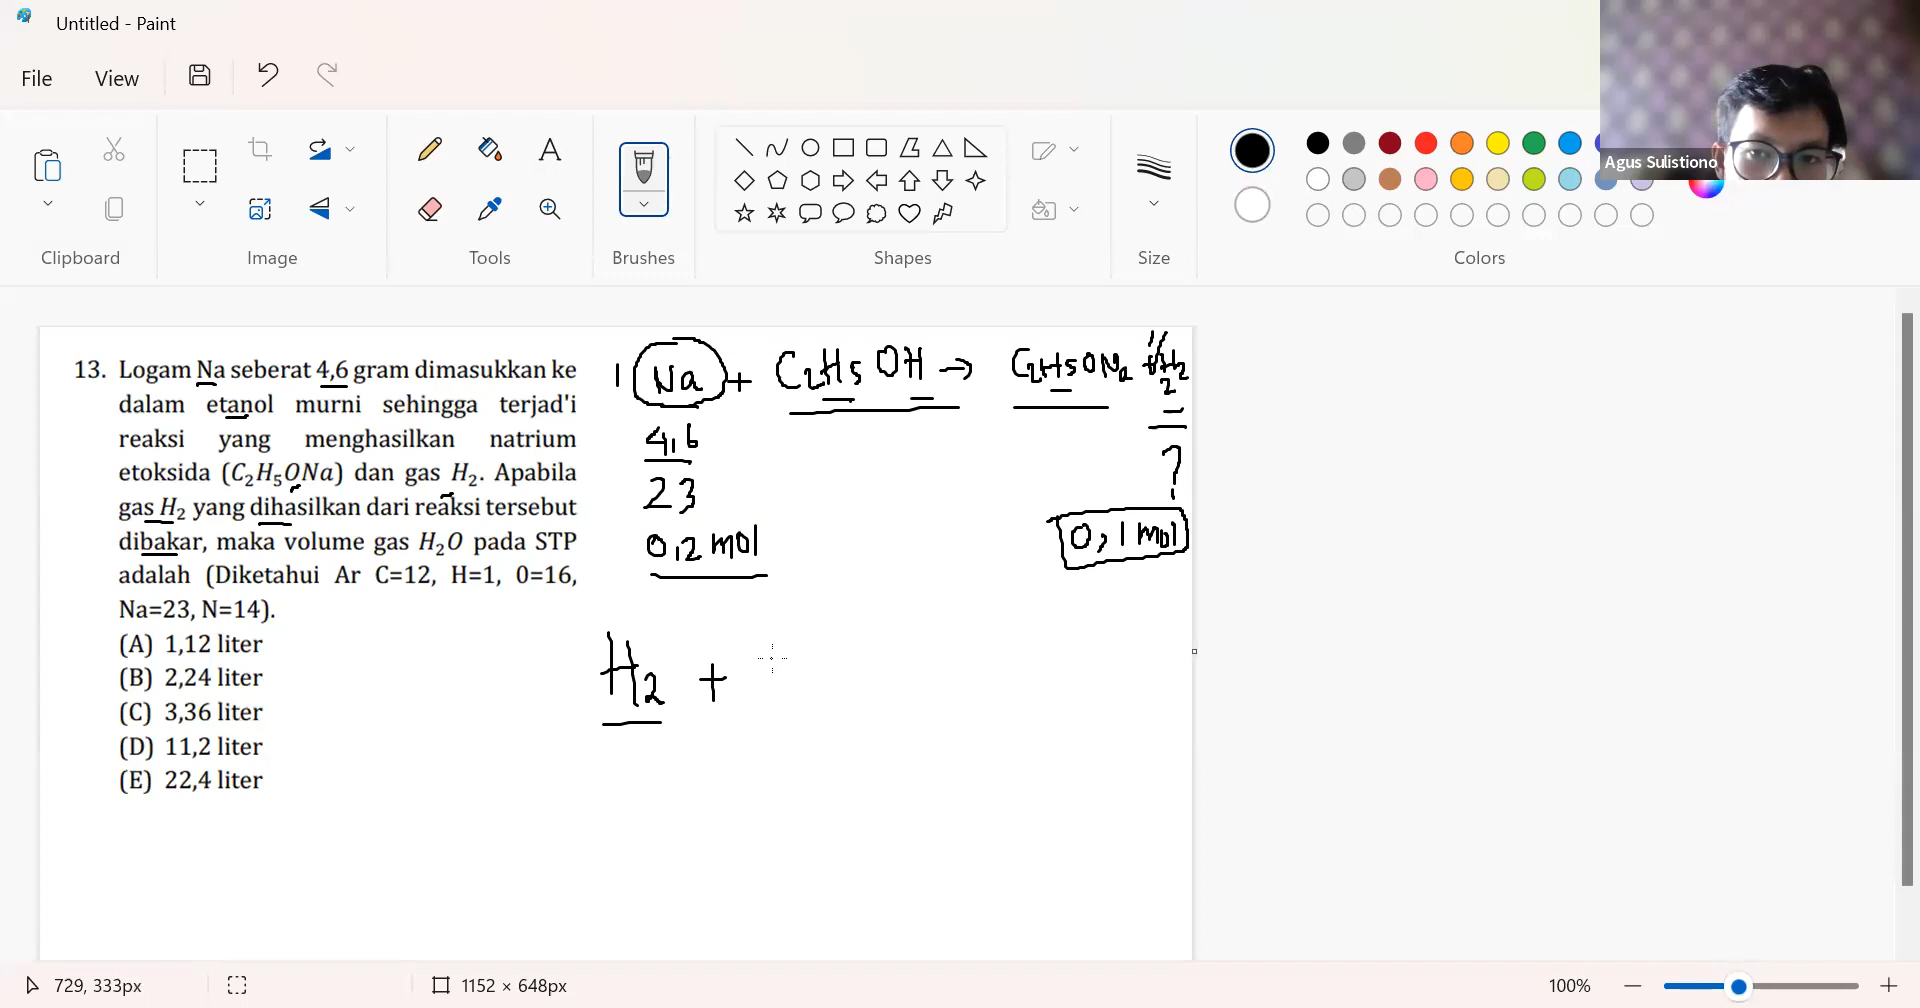 Untitled - Paint
File View
Clipboard Image Tools Brushes Shapes Size Colors
Agus Sulistiono
13. Logam Na seberat 4,6 gram dimasukkan ke
dalam etanol murni sehingga terjad'i
reaksi yang menghasilkan natrium
etoksida (C₂H₅ONa) dan gas H₂. Apabila
gas H₂ yang dihasilkan dari reaksi tersebut
dibakar, maka volume gas H₂O pada STP
adalah (Diketahui Ar C=12, H=1, 0=16,
Na=23, N=14).
(A) 1,12 liter
(B) 2,24 liter
(C) 3,36 liter
(D) 11,2 liter
(E) 22,4 liter
1 Na + C2H5OH → C2H5ONa + 1/2 H2
4,6
23
?
0,2 mol
0,1 mol
H2 +
729, 333px
1152 × 648px
100%